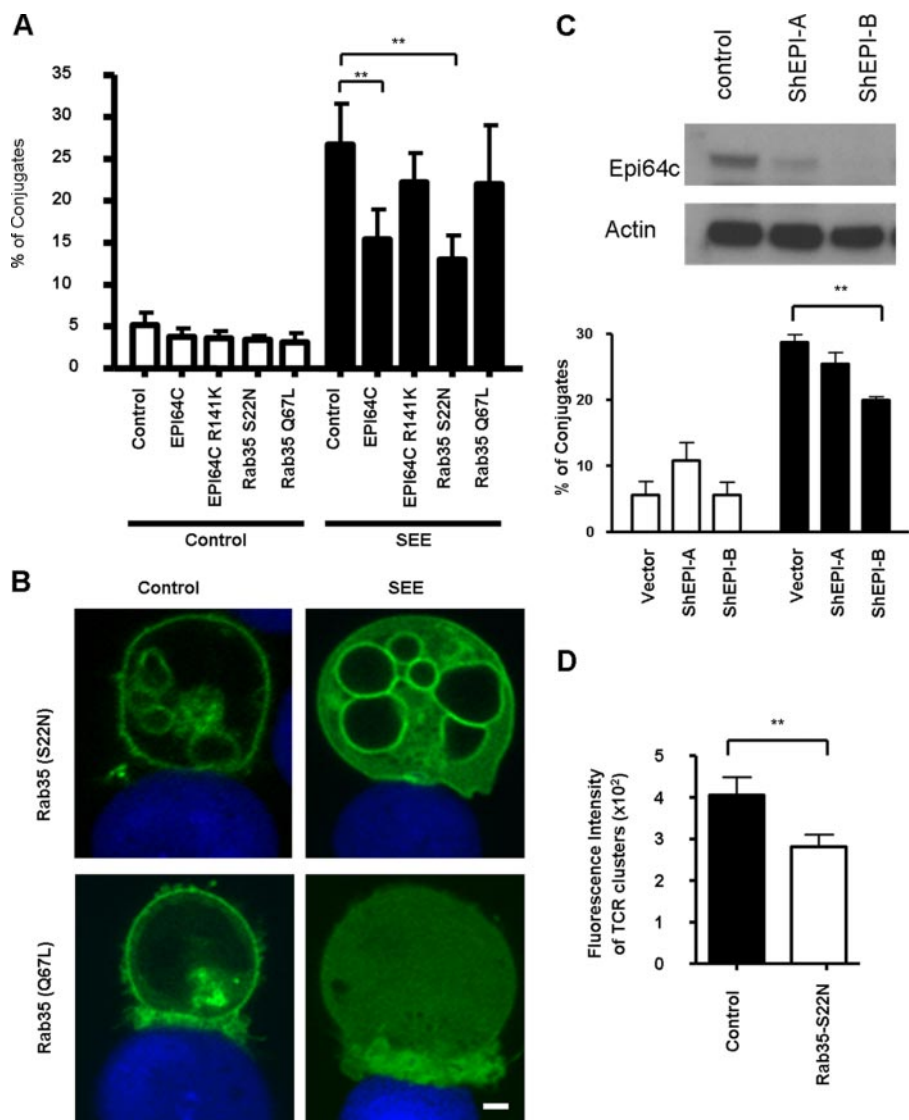 A
**
**
35
30
25
20
15
10
5
0
% of Conjugates
Control
EPI64C
EPI64C R141K
Rab35 S22N
Rab35 Q67L
Control
EPI64C
EPI64C R141K
Rab35 S22N
Rab35 Q67L
Control
SEE
B
Control
SEE
Rab35 (S22N)
Rab35 (Q67L)
C
control
ShEPI-A
ShEPI-B
Epi64c
Actin
**
30
20
10
0
% of Conjugates
Vector
ShEPI-A
ShEPI-B
Vector
ShEPI-A
ShEPI-B
D
**
5
4
3
2
1
0
Fluorescence Intensity
of TCR clusters (x10²)
Control
Rab35-S22N